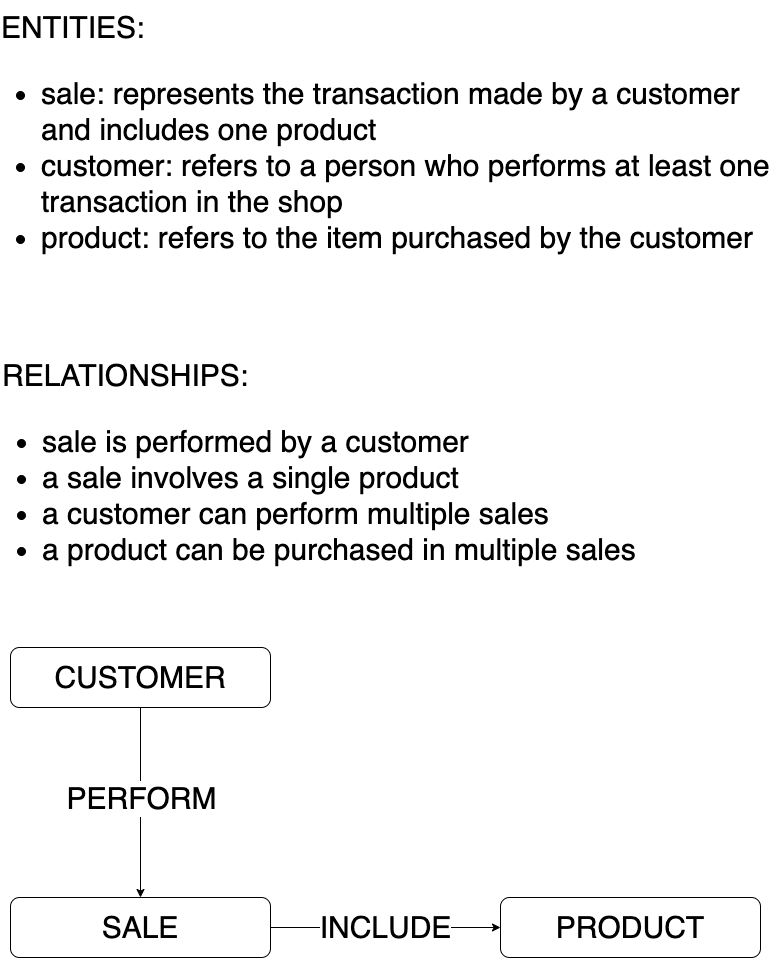 ENTITIES:
• sale: represents the transaction made by a customer
and includes one product
• customer: refers to a person who performs at least one
transaction in the shop
• product: refers to the item purchased by the customer
RELATIONSHIPS:
• sale is performed by a customer
• a sale involves a single product
• a customer can perform multiple sales
• a product can be purchased in multiple sales
CUSTOMER
PERFORM
SALE
INCLUDE
PRODUCT